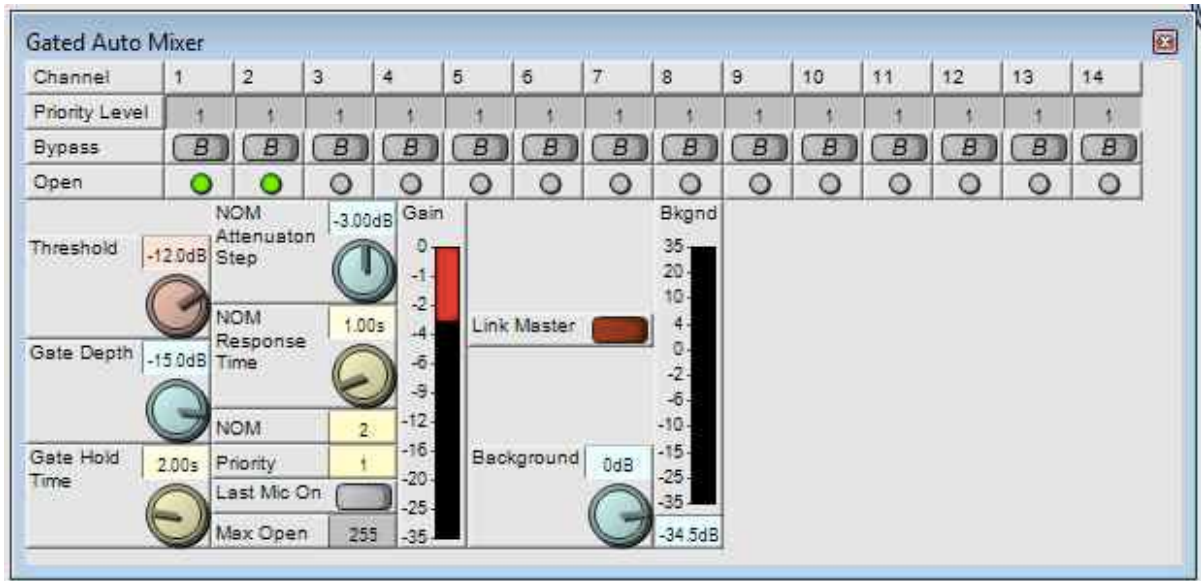 Gated Auto Mixer
Channel 1 2 3 4 5 6 7 8 9 10 11 12 13 14
Priority Level 1 1 1 1 1 1 1 1 1 1 1 1 1 1
Bypass B B B B B B B B B B B B B B
Open
Threshold
-12.0dB
Gate Depth
-15.0dB
Gate Hold
Time
2.00s
NOM
Attenuaton
Step
-3.00dB
NOM
Response
Time
1.00s
NOM 2
Priority 1
Last Mic On
Max Open 255
Gain
0
-1
-2
-4
-6
-9
-12
-16
-20
-25
-35
Link Master
Background
0dB
Bkgnd
35
20
10
4
0
-2
-6
-10
-15
-25
-35
-34.5dB